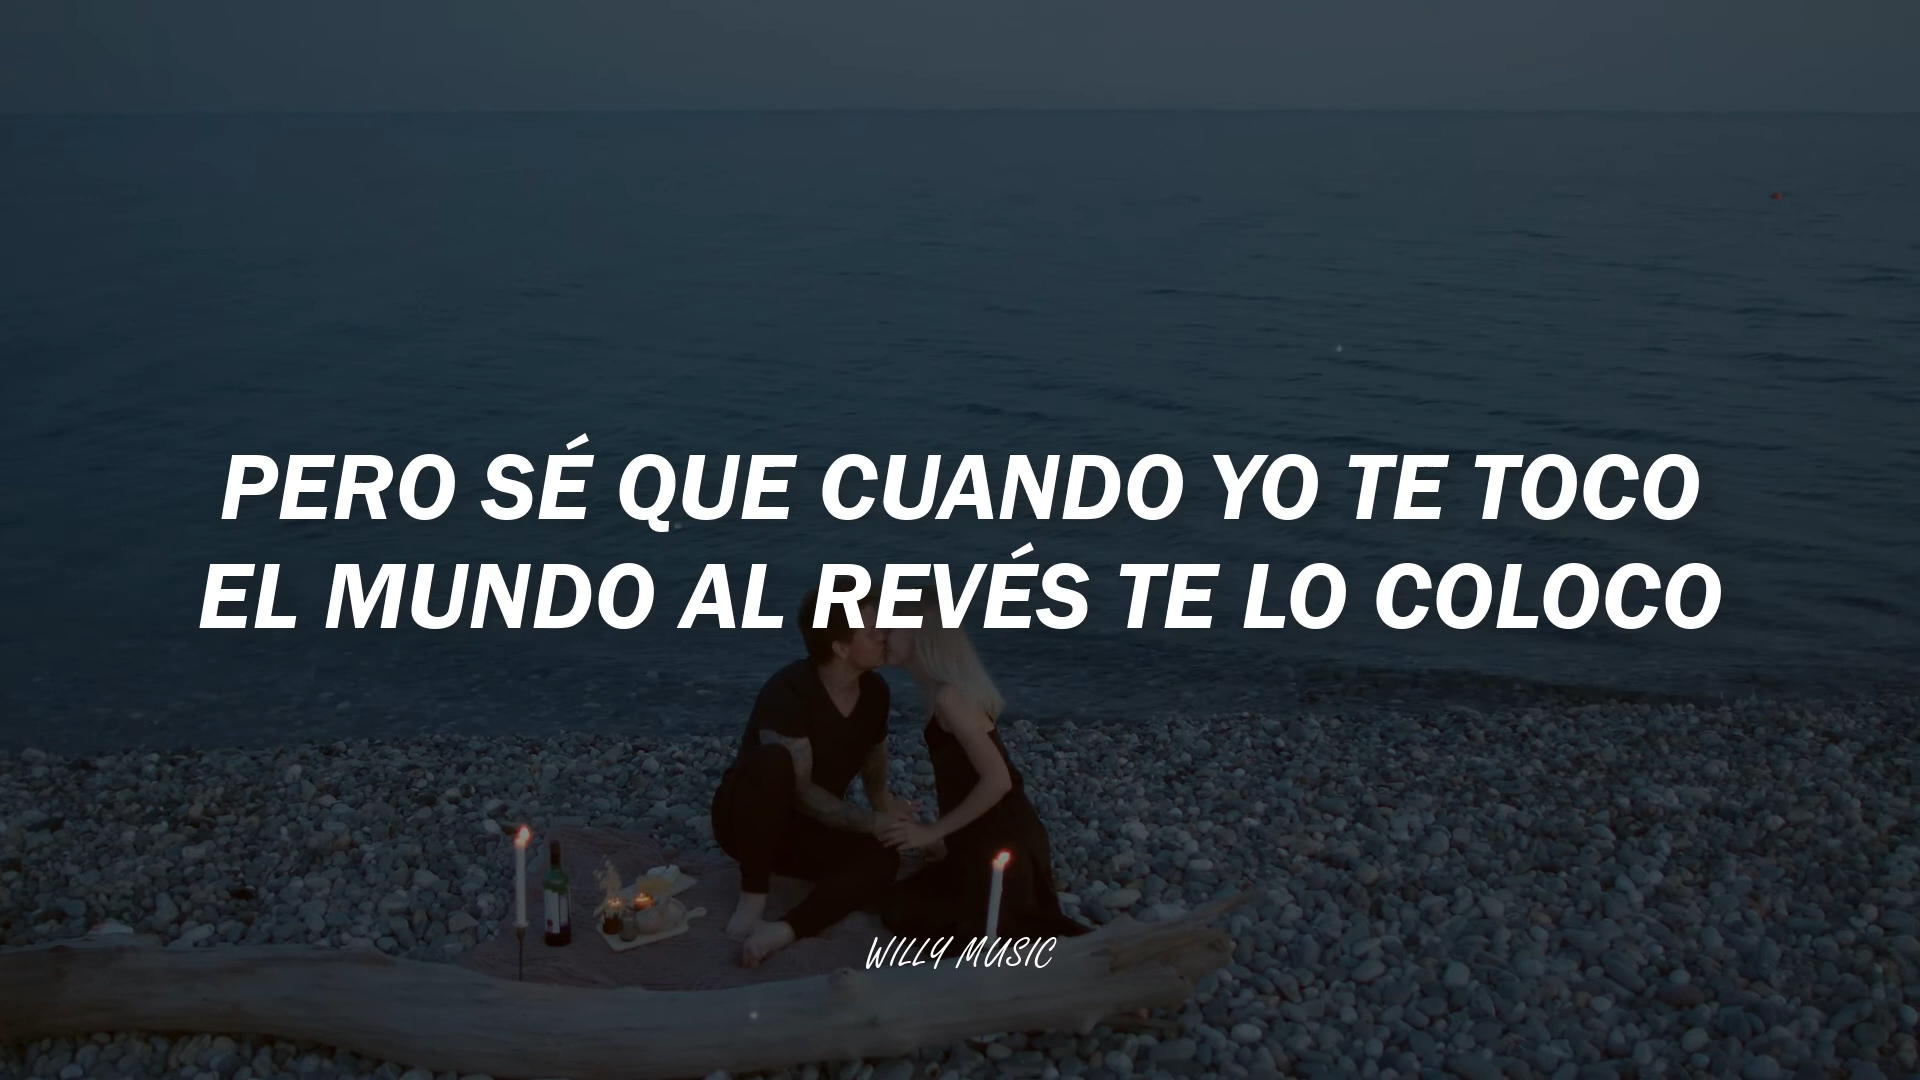 PERO SÉ QUE CUANDO YO TE TOCO
EL MUNDO AL REVÉS TE LO COLOCO
WILLY MUSIC